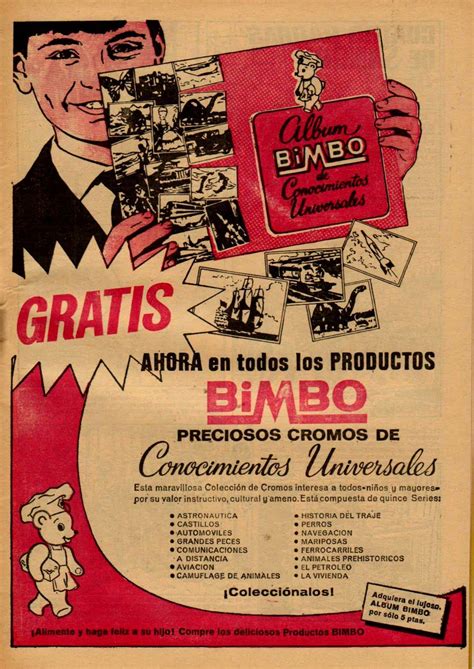 Album
BIMBO
de
Conocimientos
Universales
GRATIS
AHORA en todos los PRODUCTOS
BIMBO
PRECIOSOS CROMOS DE
Conocimientos Universales
Esta maravillosa Colección de Cromos interesa a todos-niños y mayores-
por su valor instructivo, cultural y ameno. Está compuesta de quince Series:
• ASTRONAUTICA
• CASTILLOS
• AUTOMOVILES
• GRANDES PECES
• COMUNICACIONES
A DISTANCIA
• AVIACION
• CAMUFLAGE DE ANIMALES
• HISTORIA DEL TRAJE
• PERROS
• NAVEGACION
• MARIPOSAS
• FERROCARRILES
• ANIMALES PREHISTORICOS
• EL PETROLEO
• LA VIVIENDA
¡Colecciónalos!
Adquiera el lujoso
ALBUM BIMBO
por sólo 5 ptas.
¡Alimente y haga feliz a su hijo! Compre los deliciosos Productos BIMBO